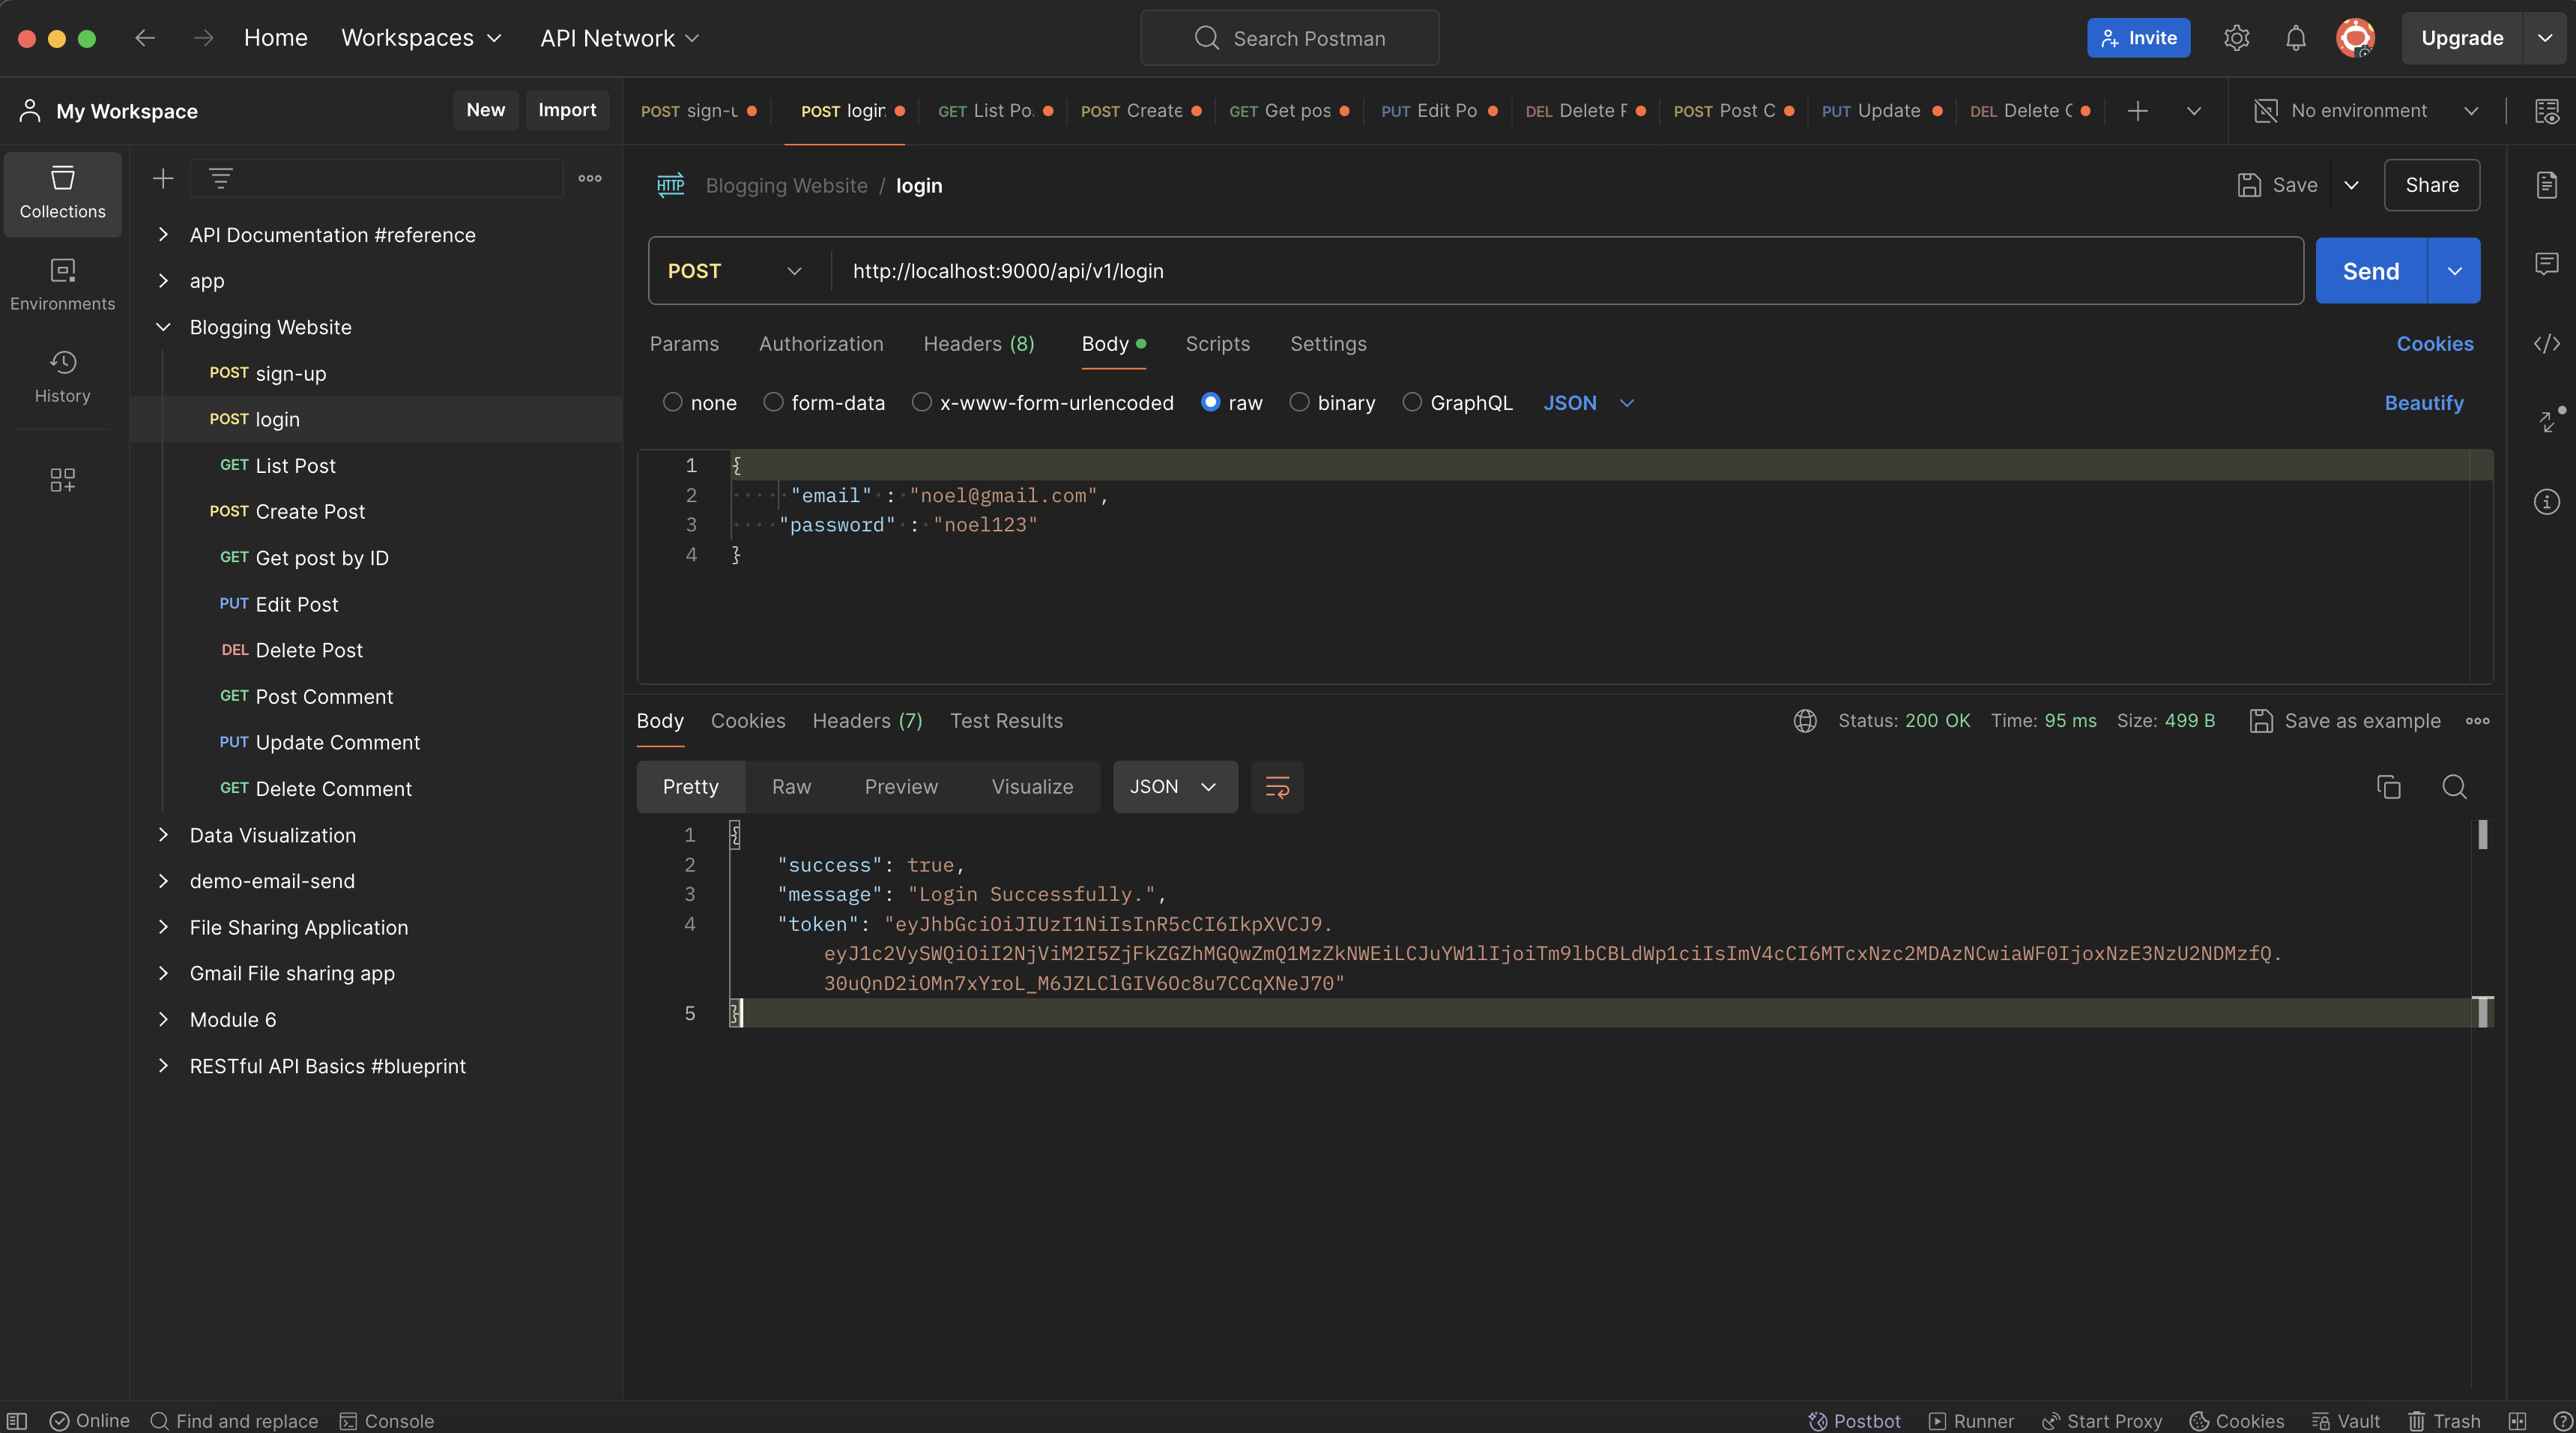 Home Workspaces API Network Search Postman Invite Upgrade
My Workspace New Import
POST sign-u POST login GET List Po. POST Create GET Get pos PUT Edit Po DEL Delete P POST Post C PUT Update DEL Delete C No environment
Collections
Environments
History
API Documentation #reference
app
Blogging Website
POST sign-up
POST login
GET List Post
POST Create Post
GET Get post by ID
PUT Edit Post
DEL Delete Post
GET Post Comment
PUT Update Comment
GET Delete Comment
Data Visualization
demo-email-send
File Sharing Application
Gmail File sharing app
Module 6
RESTful API Basics #blueprint
HTTP Blogging Website / login Save Share
POST http://localhost:9000/api/v1/login Send
Params Authorization Headers (8) Body Scripts Settings Cookies
none form-data x-www-form-urlencoded raw binary GraphQL JSON Beautify
1 {
2 "email" : "noel@gmail.com",
3 "password" : "noel123"
4 }
Body Cookies Headers (7) Test Results Status: 200 OK Time: 95 ms Size: 499 B Save as example
Pretty Raw Preview Visualize JSON
1 {
2 "success": true,
3 "message": "Login Successfully.",
4 "token": "eyJhbGciOiJIUzI1NiIsInR5cCI6IkpXVCJ9.
eyJ1c2VySWQiOiI2NjViM2I5ZjFkZGZhMGQwZmQ1MzZkNWEiLCJuYW1lIjoiTm9lbCBLdWp1ciIsImV4cCI6MTcxNzc2MDAzNCwiaWF0IjoxNzE3NzU2NDMzfQ.
30uQnD2iOMn7xYroL_M6JZLClGIV6Oc8u7CCqXNeJ70"
5 }
Online Find and replace Console Postbot Runner Start Proxy Cookies Vault Trash